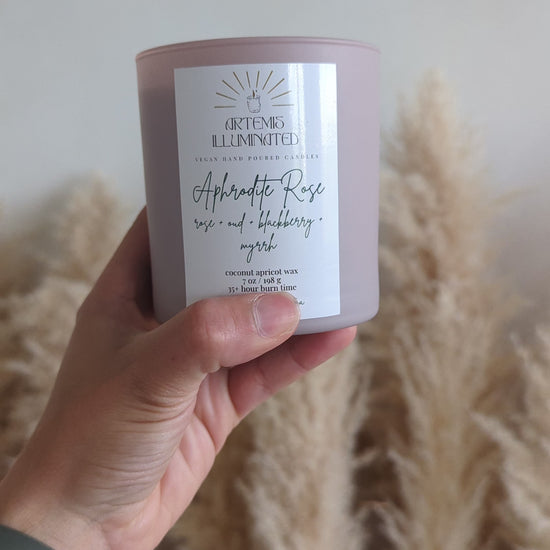 ARTEMIS
ILLUMINATED
VEGAN HAND POURED CANDLES
Aphrodite Rose
rose + oud + blackberry +
myrrh
coconut apricot wax
7 oz / 198 g
35+ hour burn time